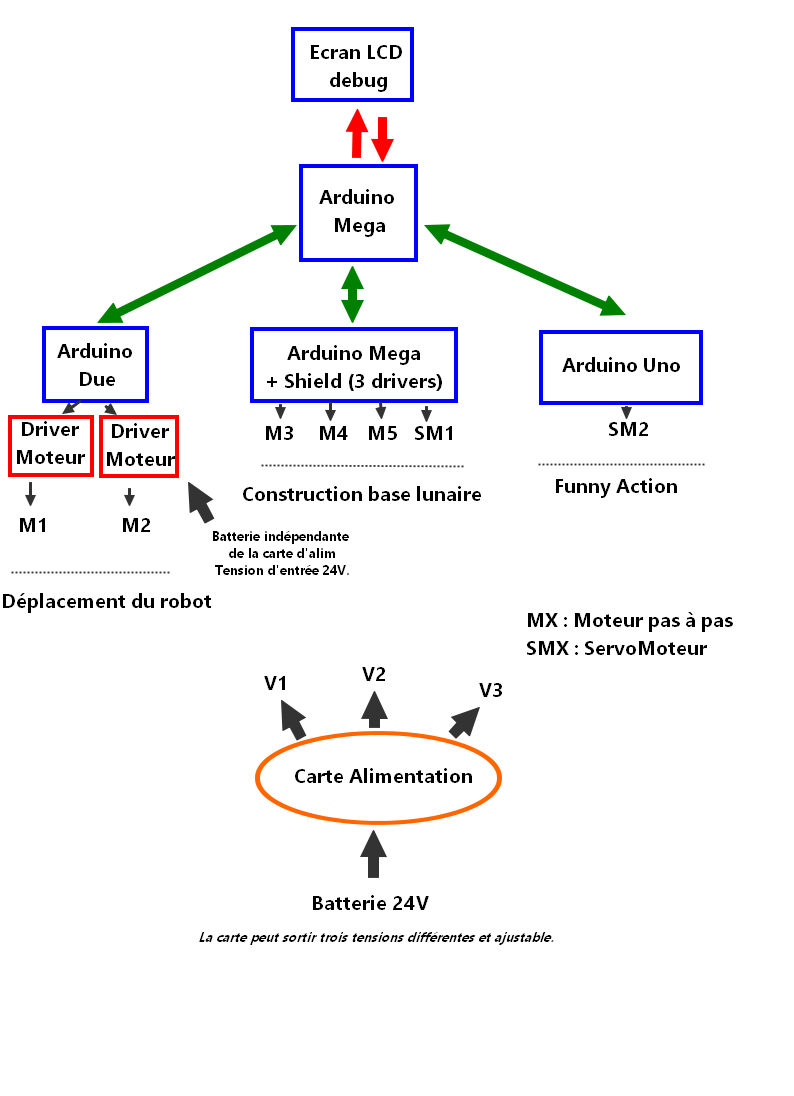 Ecran LCD
debug
Arduino
Mega
Arduino
Due
Arduino Mega
+ Shield (3 drivers)
Arduino Uno
Driver
Moteur
Driver
Moteur
M3 M4 M5 SM1
SM2
Construction base lunaire
Funny Action
M1 M2
Batterie indépendante
de la carte d'alim
Tension d'entrée 24V.
Déplacement du robot
MX : Moteur pas à pas
SMX : ServoMoteur
V1 V2 V3
Carte Alimentation
Batterie 24V
La carte peut sortir trois tensions différentes et ajustable.